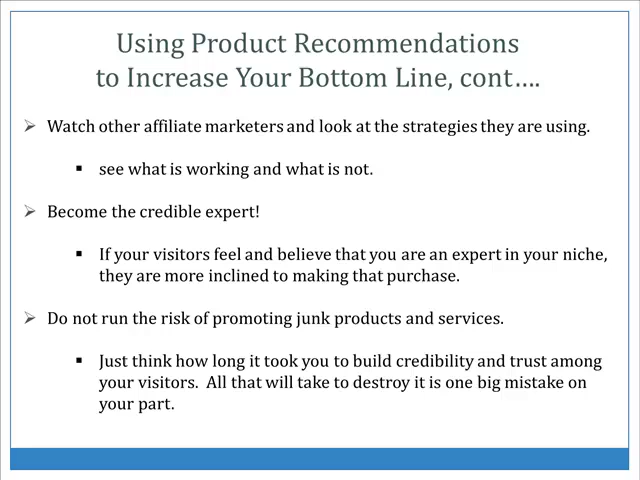 Using Product Recommendations
to Increase Your Bottom Line, cont….
➢ Watch other affiliate marketers and look at the strategies they are using.
▪ see what is working and what is not.
➢ Become the credible expert!
▪ If your visitors feel and believe that you are an expert in your niche,
they are more inclined to making that purchase.
➢ Do not run the risk of promoting junk products and services.
▪ Just think how long it took you to build credibility and trust among
your visitors. All that will take to destroy it is one big mistake on
your part.